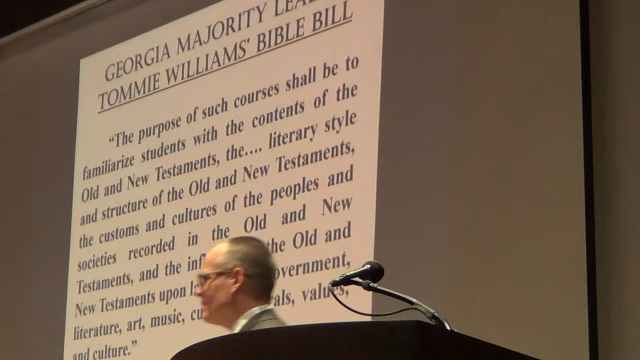 GEORGIA MAJORITY
TOMMIE WILLIAMS' BIBLE BILL
"The purpose of such courses shall be to
familiarize students with the contents of the
Old and New Testaments, the.... literary style
and structure of the Old and New Testaments,
the customs and cultures of the peoples and
societies recorded in the Old and New
Testaments, and the the Old and
New Testaments upon
literature, art, music, values,
and culture."